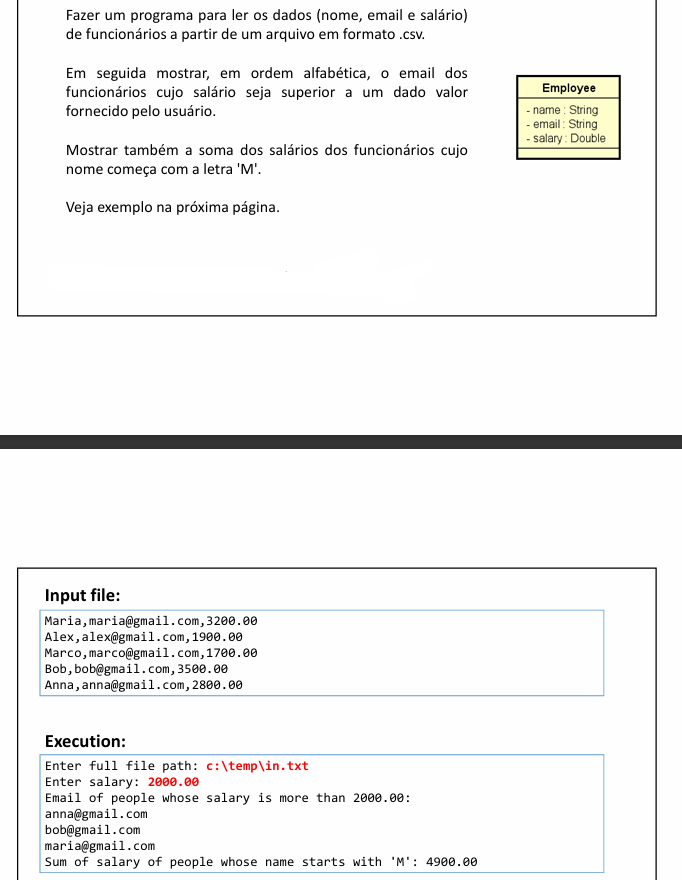 Fazer um programa para ler os dados (nome, email e salário)
de funcionários a partir de um arquivo em formato .csv.
Em seguida mostrar, em ordem alfabética, o email dos
funcionários cujo salário seja superior a um dado valor
fornecido pelo usuário.
Mostrar também a soma dos salários dos funcionários cujo
nome começa com a letra 'M'.
Veja exemplo na próxima página.
Employee
- name : String
- email : String
- salary : Double
Input file:
Maria,maria@gmail.com,3200.00
Alex,alex@gmail.com,1900.00
Marco,marco@gmail.com,1700.00
Bob,bob@gmail.com,3500.00
Anna,anna@gmail.com,2800.00
Execution:
Enter full file path: c:\temp\in.txt
Enter salary: 2000.00
Email of people whose salary is more than 2000.00:
anna@gmail.com
bob@gmail.com
maria@gmail.com
Sum of salary of people whose name starts with 'M': 4900.00